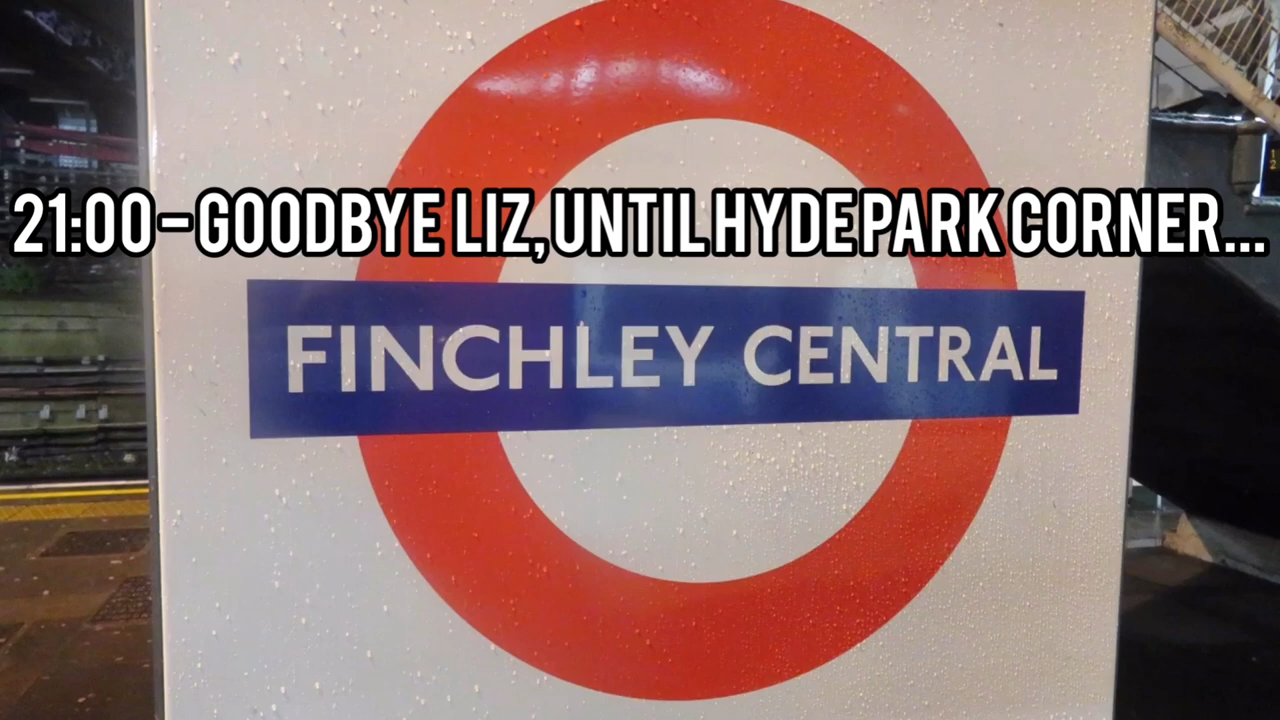 21:00 – GOODBYE LIZ, UNTIL HYDE PARK CORNER...
FINCHLEY CENTRAL